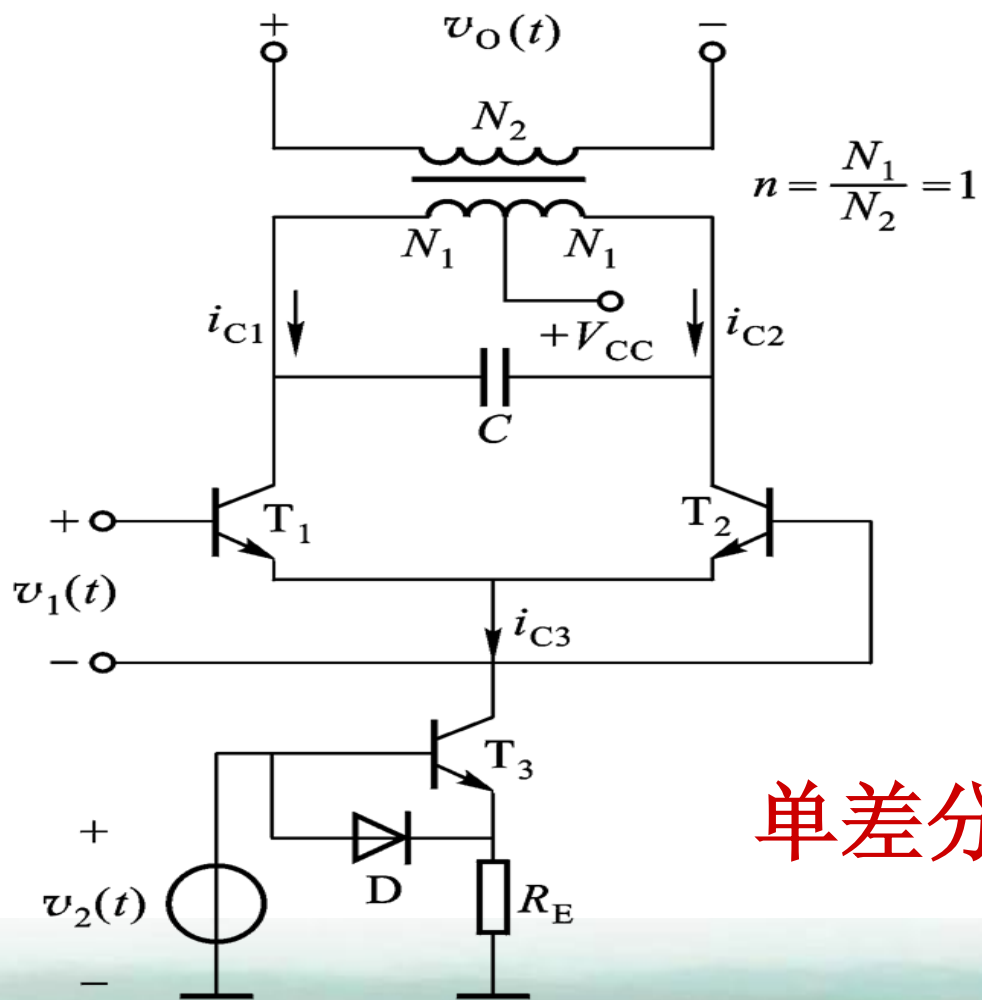 + v_O(t) −
N_2
n = N_1/N_2 = 1
N_1 N_1
i_C1 +V_CC i_C2
C
+ T_1 T_2
v_1(t)
i_C3
−
T_3
+ 单差分
D
v_2(t) R_E
−